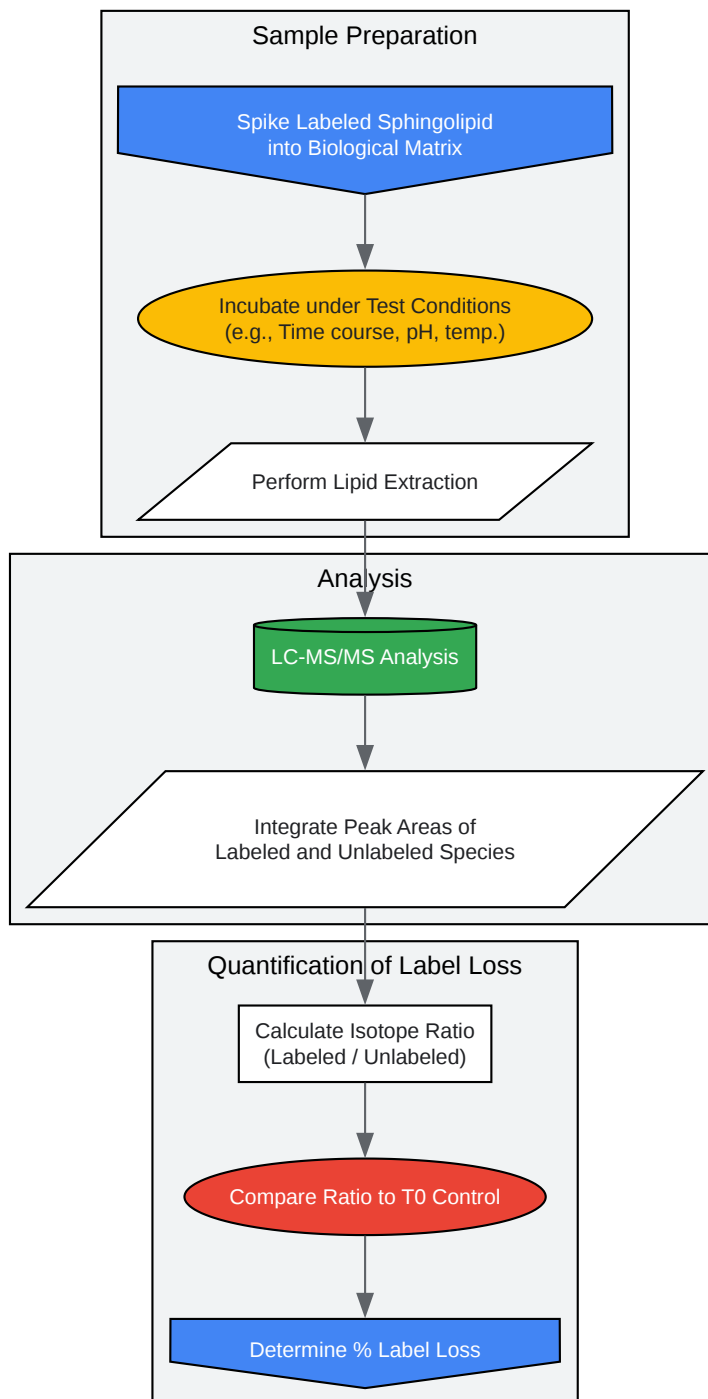 Sample Preparation
Spike Labeled Sphingolipid
into Biological Matrix
Incubate under Test Conditions
(e.g., Time course, pH, temp.)
Perform Lipid Extraction
Analysis
LC-MS/MS Analysis
Integrate Peak Areas of
Labeled and Unlabeled Species
Quantification of Label Loss
Calculate Isotope Ratio
(Labeled / Unlabeled)
Compare Ratio to T0 Control
Determine % Label Loss